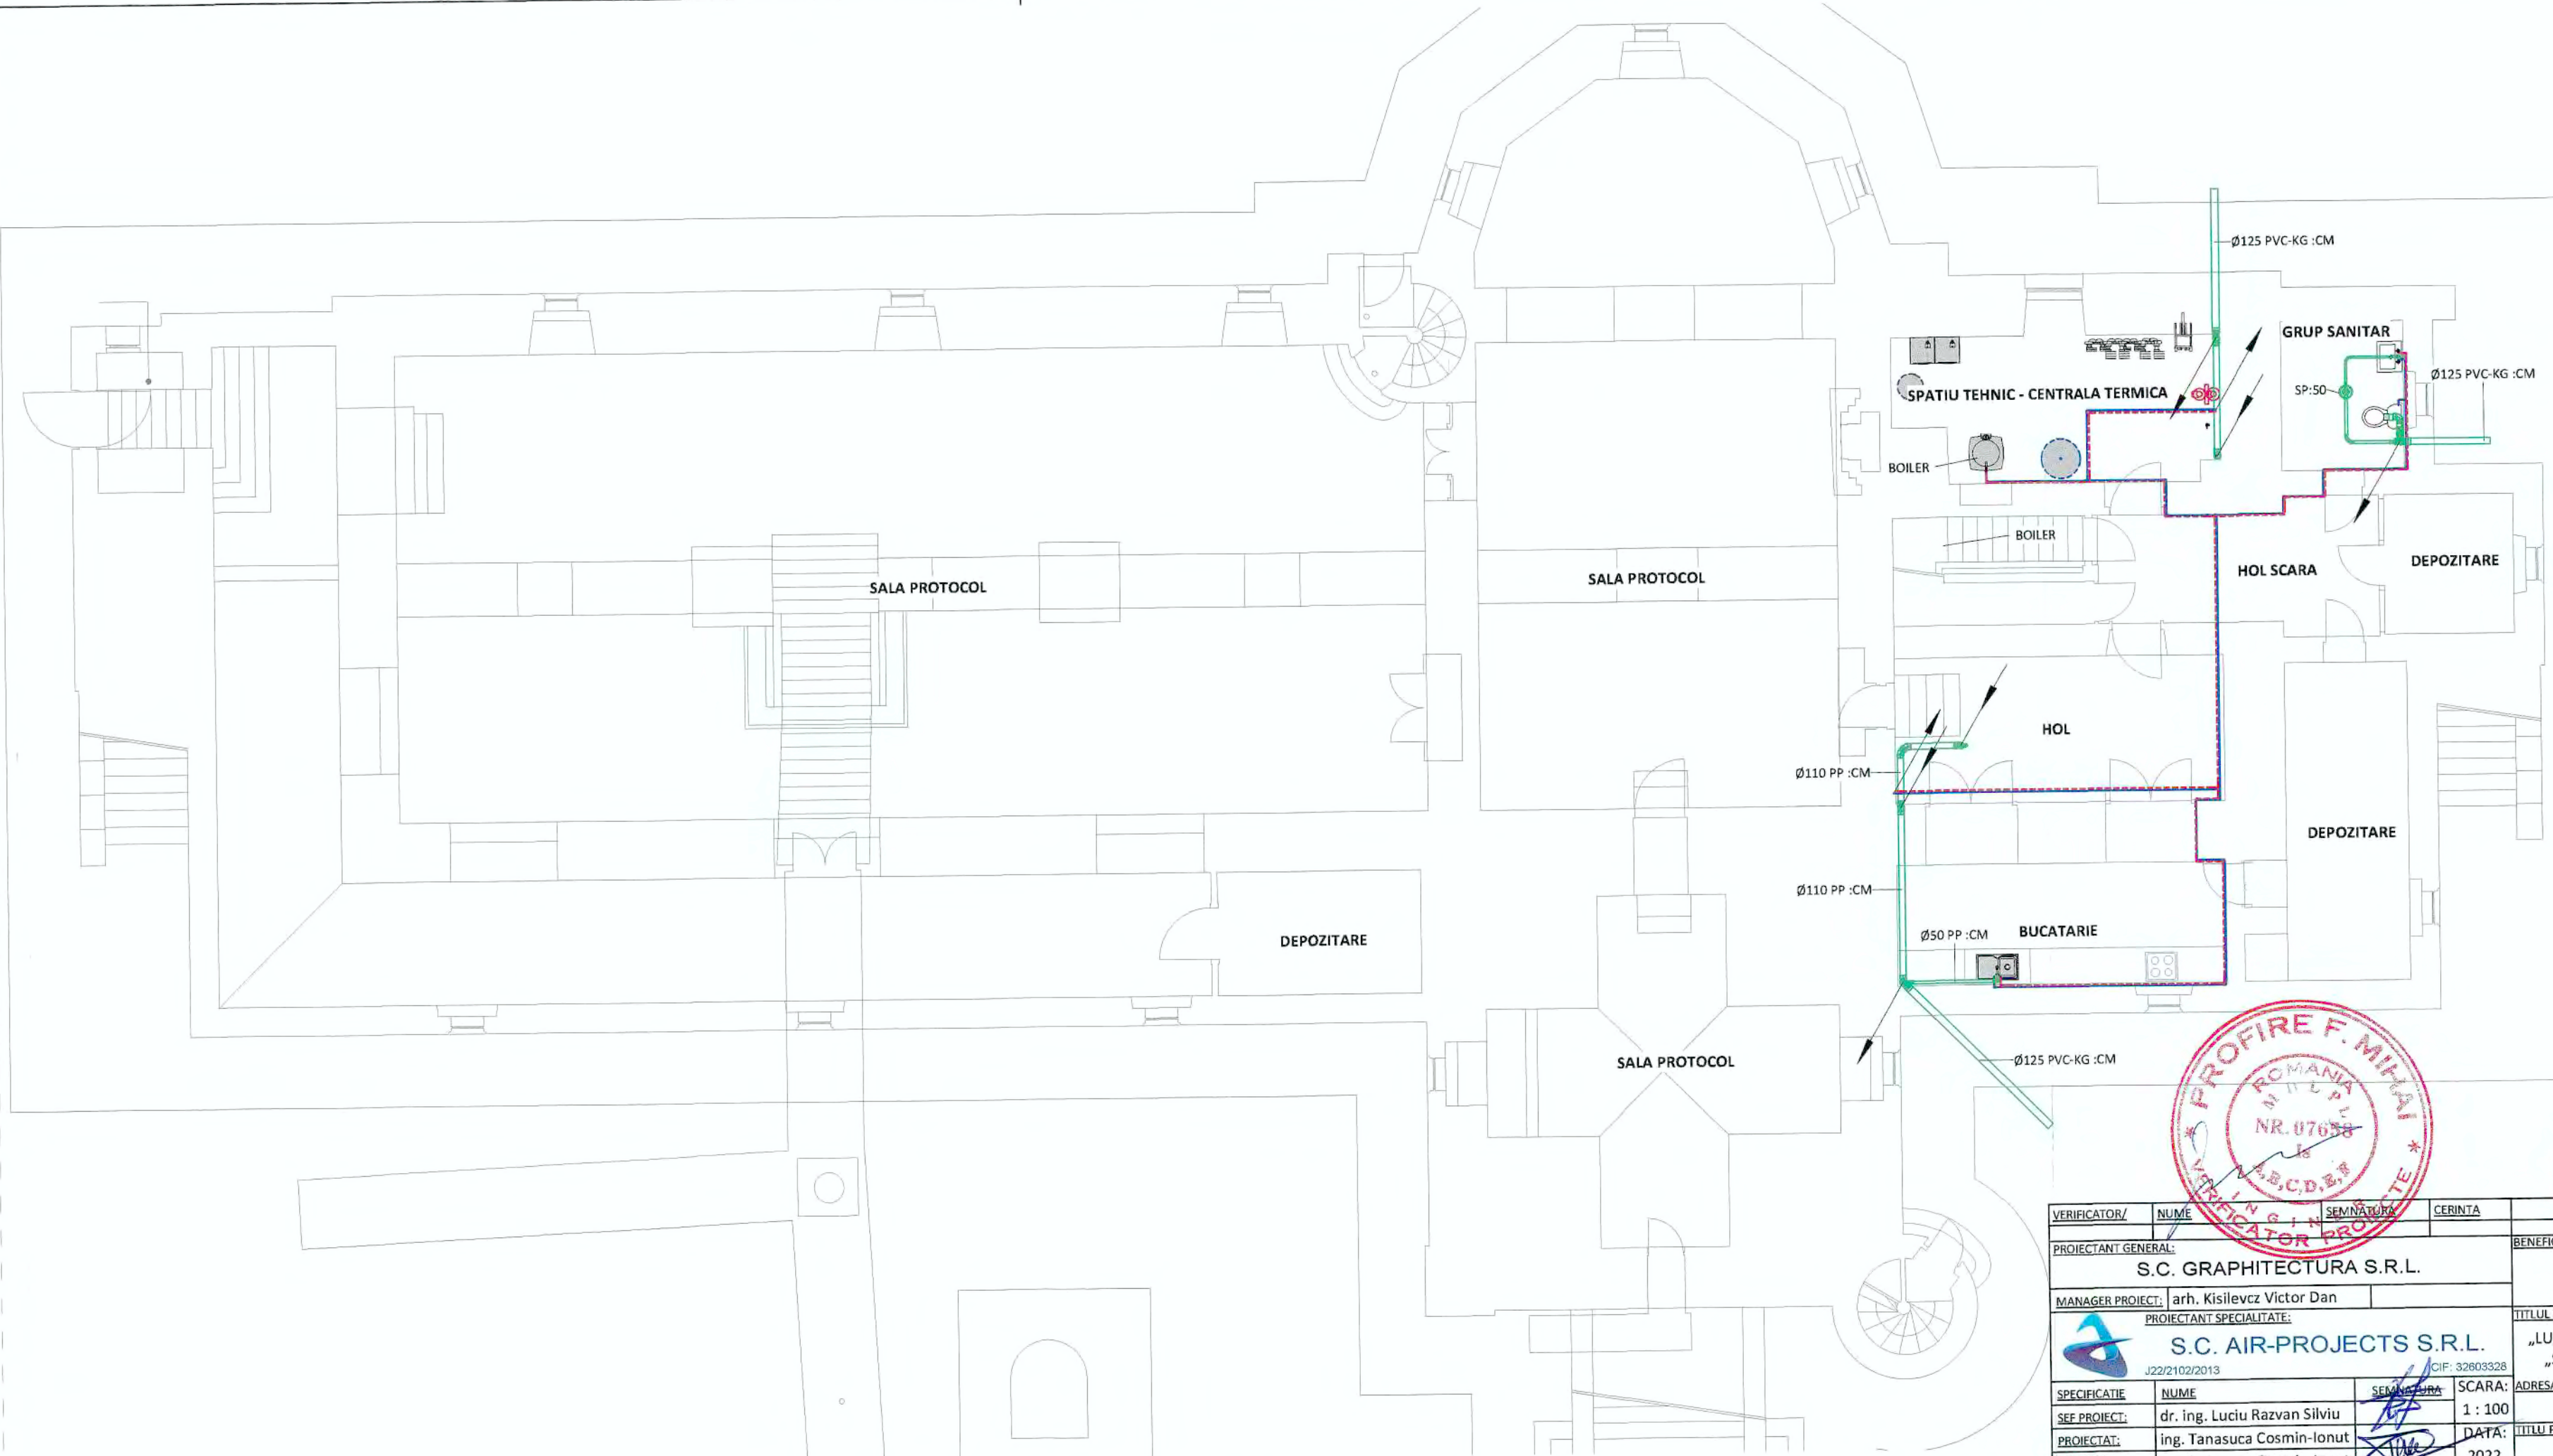 Ø125 PVC-KG :CM
GRUP SANITAR
Ø125 PVC-KG :CM
SP:50
SPATIU TEHNIC - CENTRALA TERMICA
BOILER
BOILER
HOL SCARA
DEPOZITARE
SALA PROTOCOL
SALA PROTOCOL
HOL
Ø110 PP :CM
DEPOZITARE
Ø110 PP :CM
Ø50 PP :CM
BUCATARIE
DEPOZITARE
SALA PROTOCOL
Ø125 PVC-KG :CM
* PROFIRE F. MIHAI *
ROMANIA
NR. 07658
INGINER
VERIFICATOR PROIECTE
VERIFICATOR/ NUME SEMNATURA CERINTA
PROIECTANT GENERAL:
S.C. GRAPHITECTURA S.R.L.
MANAGER PROIECT: arh. Kisilevcz Victor Dan
PROIECTANT SPECIALITATE:
S.C. AIR-PROJECTS S.R.L.
J22/2102/2013 CIF: 32603328
TITLUL
SPECIFICATIE NUME SEMNATURA SCARA:
SEF PROIECT: dr. ing. Luciu Razvan Silviu 1 : 100
PROIECTAT: ing. Tanasuca Cosmin-Ionut DATA:
2022